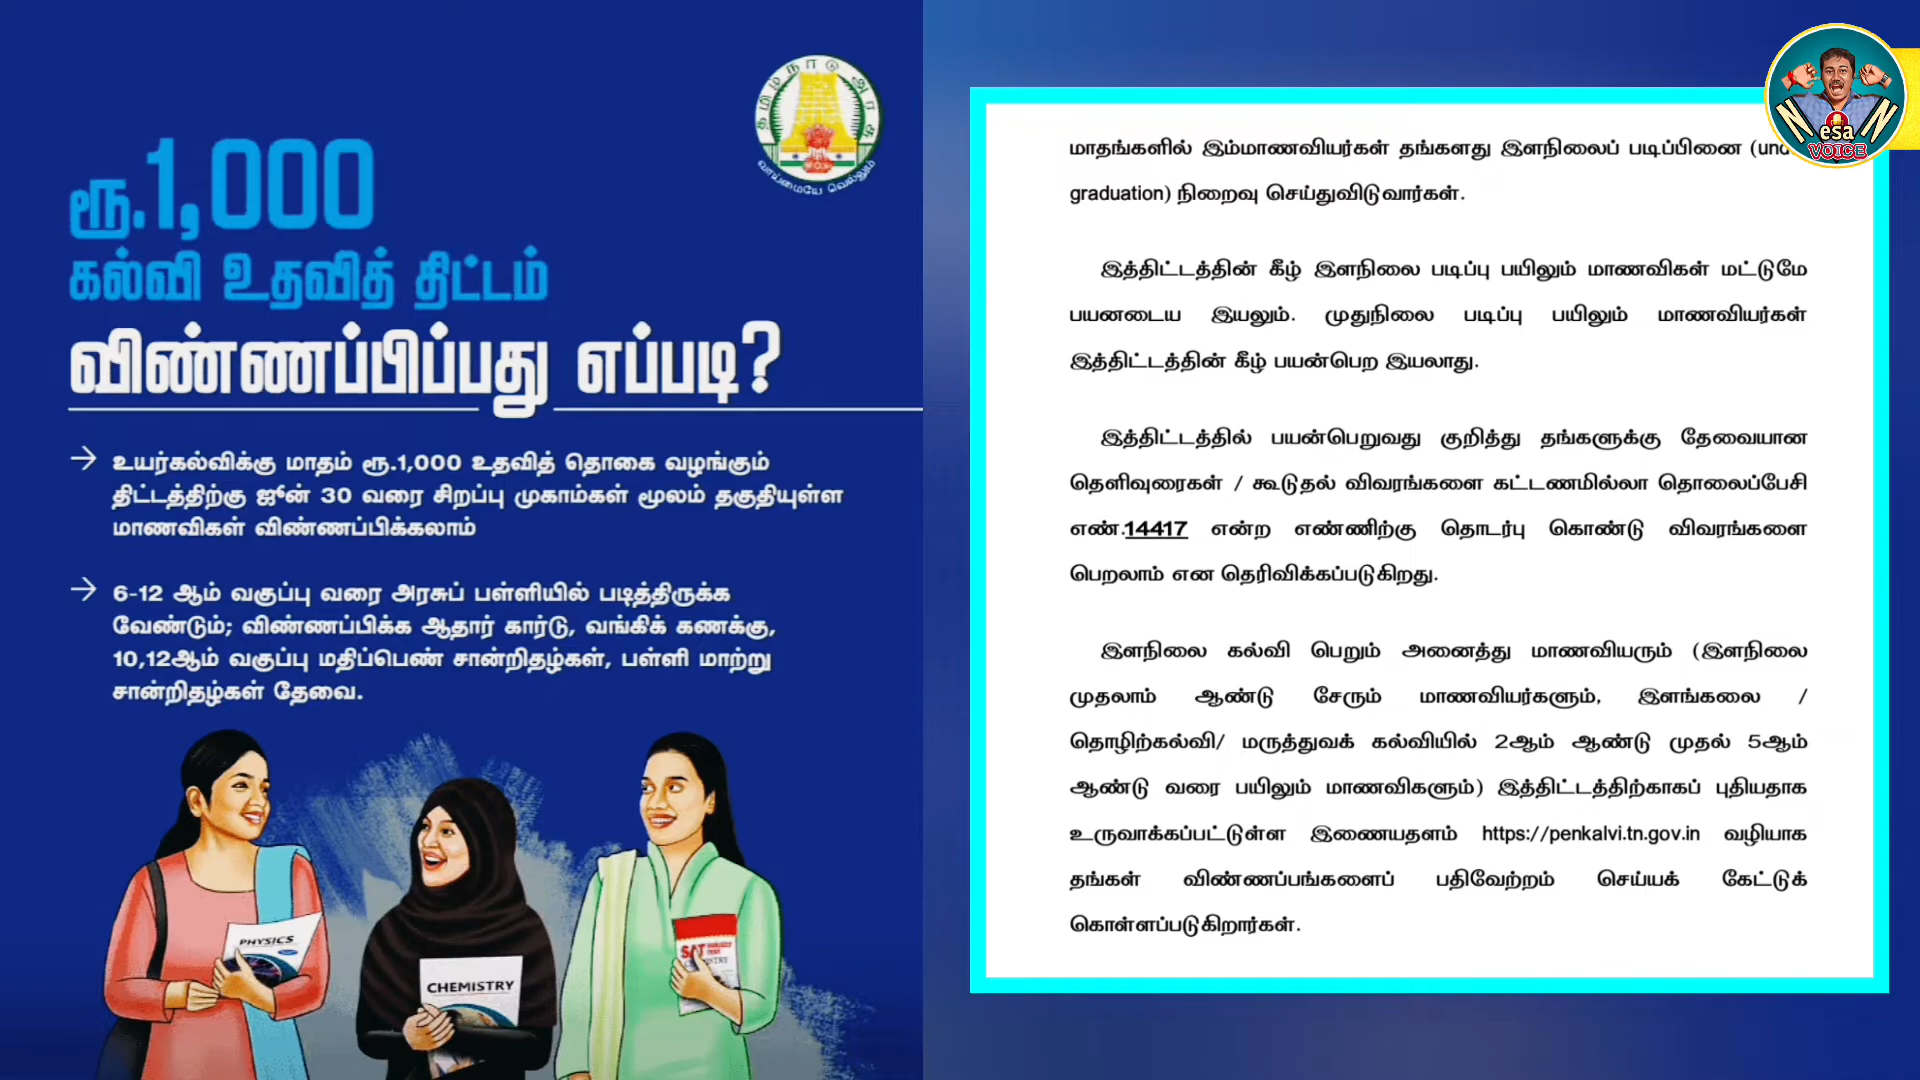 தமிழ்நாடு அரசு
வாய்மையே வெல்லும்
ரூ.1,000
கல்வி உதவித் திட்டம்
விண்ணப்பிப்பது எப்படி?
→ உயர்கல்விக்கு மாதம் ரூ.1,000 உதவித் தொகை வழங்கும்
திட்டத்திற்கு ஜூன் 30 வரை சிறப்பு முகாம்கள் மூலம் தகுதியுள்ள
மாணவிகள் விண்ணப்பிக்கலாம்
→ 6-12 ஆம் வகுப்பு வரை அரசுப் பள்ளியில் படித்திருக்க
வேண்டும்; விண்ணப்பிக்க ஆதார் கார்டு, வங்கிக் கணக்கு,
10,12ஆம் வகுப்பு மதிப்பெண் சான்றிதழ்கள், பள்ளி மாற்று
சான்றிதழ்கள் தேவை.
PHYSICS
CHEMISTRY
SAT
N esa N
VOICE
மாதங்களில் இம்மாணவியர்கள் தங்களது இளநிலைப் படிப்பினை
graduation) நிறைவு செய்துவிடுவார்கள்.
இத்திட்டத்தின் கீழ் இளநிலை படிப்பு பயிலும் மாணவிகள் மட்டுமே
பயனடைய இயலும். முதுநிலை படிப்பு பயிலும் மாணவியர்கள்
இத்திட்டத்தின் கீழ் பயன்பெற இயலாது.
இத்திட்டத்தில் பயன்பெறுவது குறித்து தங்களுக்கு தேவையான
தெளிவுரைகள் / கூடுதல் விவரங்களை கட்டணமில்லா தொலைப்பேசி
எண்.14417 என்ற எண்ணிற்கு தொடர்பு கொண்டு விவரங்களை
பெறலாம் என தெரிவிக்கப்படுகிறது.
இளநிலை கல்வி பெறும் அனைத்து மாணவியரும் (இளநிலை
முதலாம் ஆண்டு சேரும் மாணவியர்களும், இளங்கலை /
தொழிற்கல்வி/ மருத்துவக் கல்வியில் 2ஆம் ஆண்டு முதல் 5ஆம்
ஆண்டு வரை பயிலும் மாணவிகளும்) இத்திட்டத்திற்காகப் புதியதாக
உருவாக்கப்பட்டுள்ள இணையதளம் https://penkalvi.tn.gov.in வழியாக
தங்கள் விண்ணப்பங்களைப் பதிவேற்றம் செய்யக் கேட்டுக்
கொள்ளப்படுகிறார்கள்.